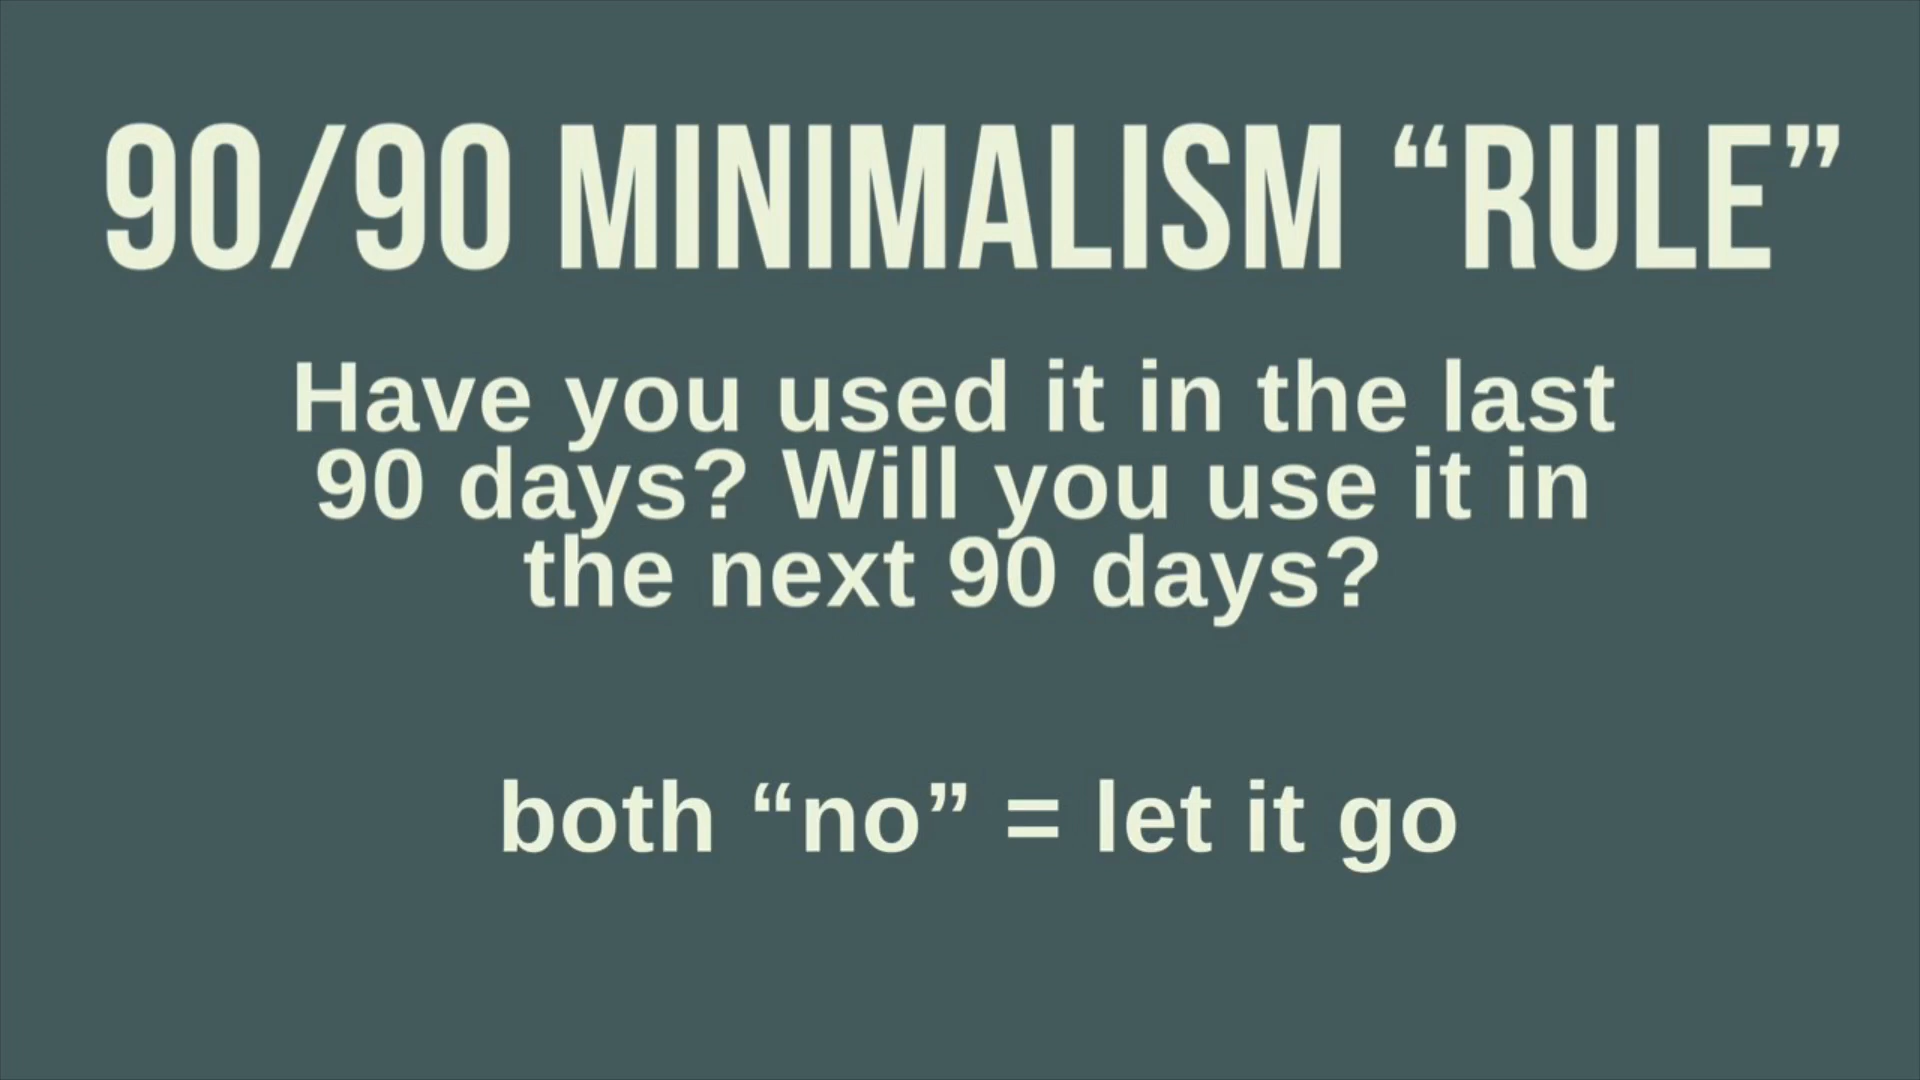 90/90 MINIMALISM “RULE”
Have you used it in the last
90 days? Will you use it in
the next 90 days?
both “no” = let it go